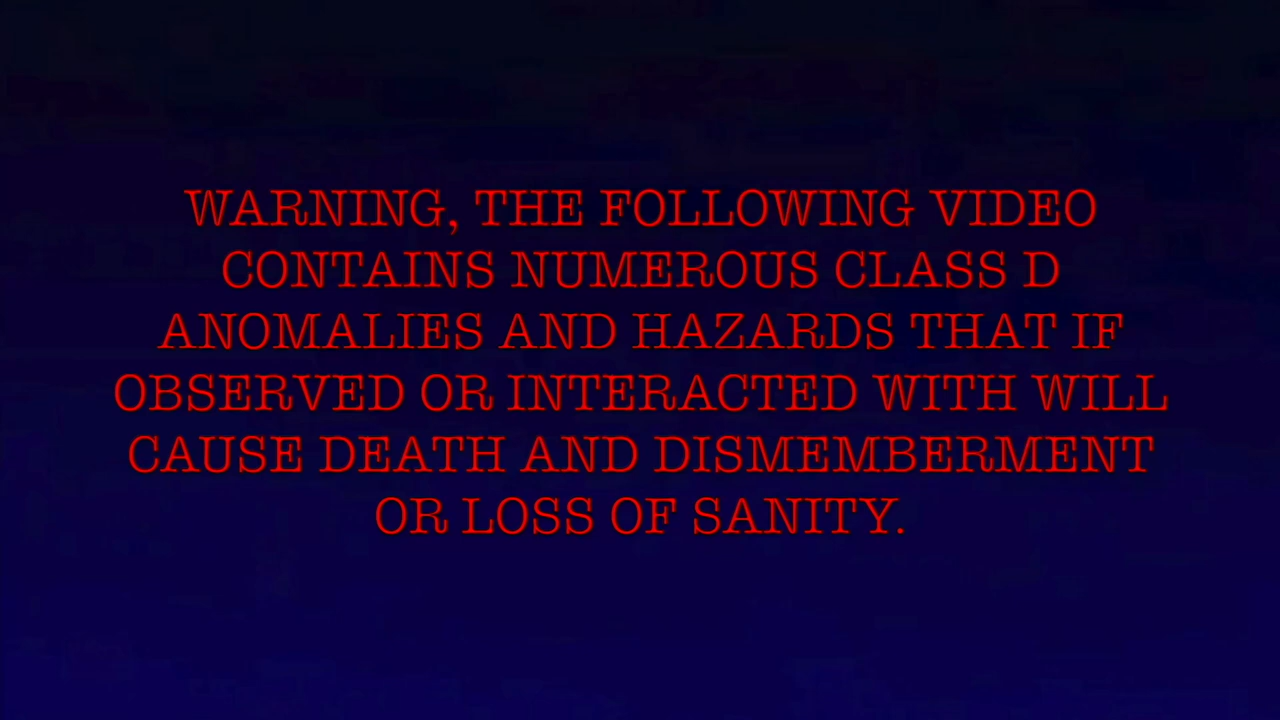 WARNING, THE FOLLOWING VIDEO
CONTAINS NUMEROUS CLASS D
ANOMALIES AND HAZARDS THAT IF
OBSERVED OR INTERACTED WITH WILL
CAUSE DEATH AND DISMEMBERMENT
OR LOSS OF SANITY.